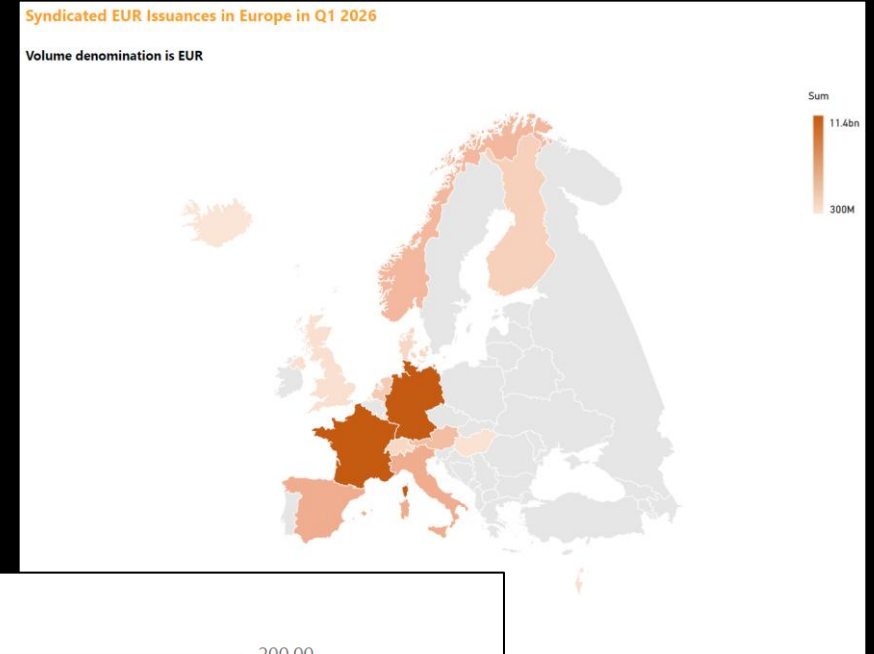 Syndicated EUR Issuances in Europe in Q1 2026
Volume denomination is EUR
Sum
11.4bn
300M
200.00